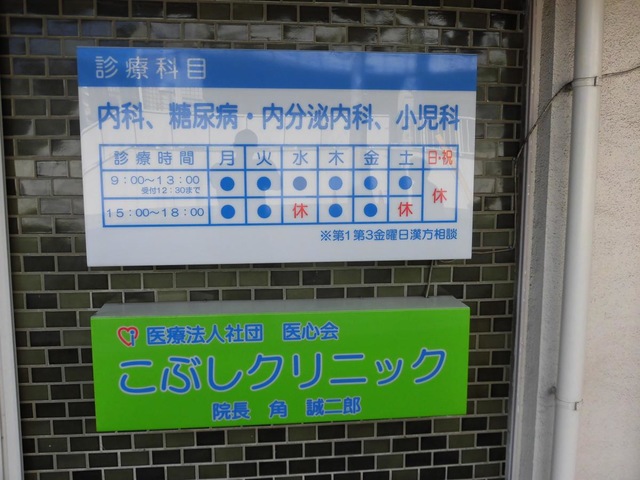 診療科目
内科、糖尿病・内分泌内科、小児科
診療時間 月 火 水 木 金 土 日・祝
9:00〜13:00 ● ● ● ● ● ● 休
受付12:30まで
15:00〜18:00 ● ● 休 ● ● 休
※第1第3金曜日漢方相談
医療法人社団 医心会
こぶしクリニック
院長 角 誠二郎